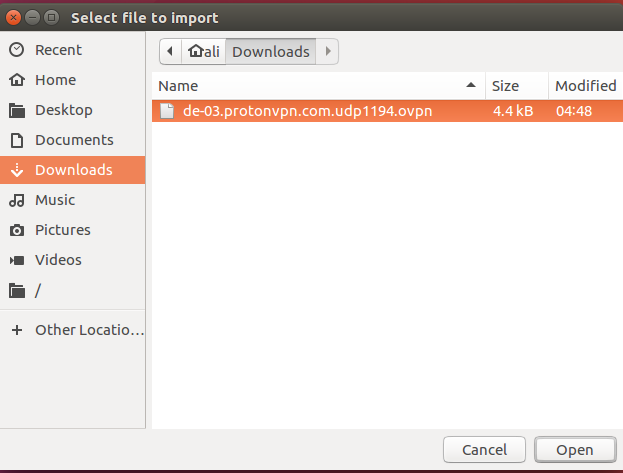 Select file to import
Recent
Home
Desktop
Documents
Downloads
Music
Pictures
Videos
/
+ Other Locatio...
ali Downloads
Name Size Modified
de-03.protonvpn.com.udp1194.ovpn 4.4 kB 04:48
Cancel Open